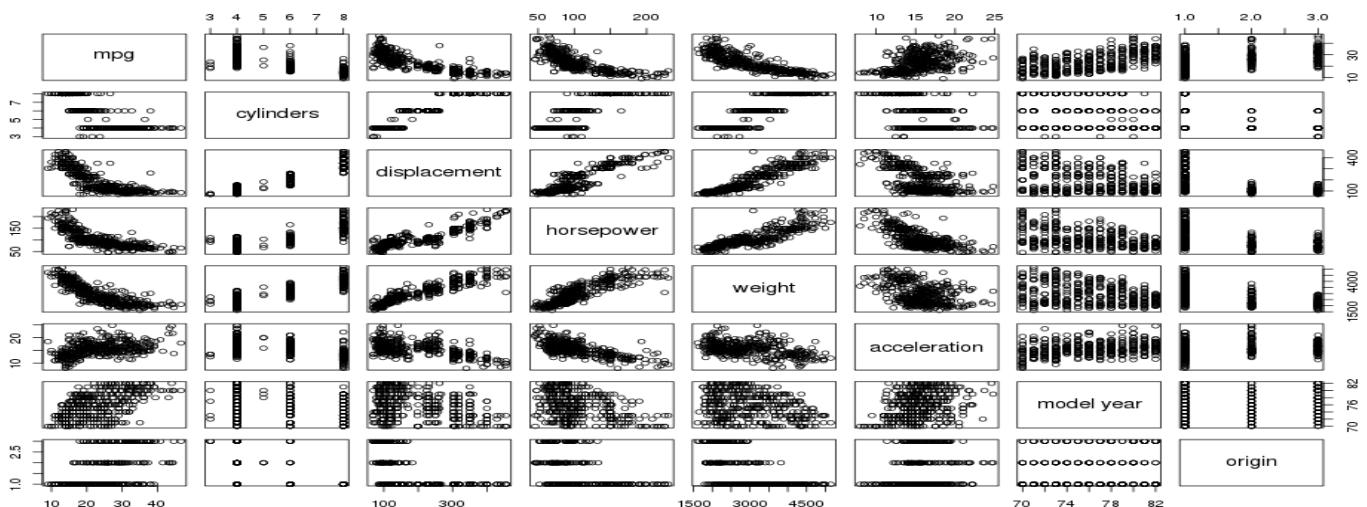 3 4 5 6 7 8 50 100 200 10 15 20 25 1.0 2.0 3.0
mpg
10 30
3 5 7
cylinders
displacement
100 400
50 150
horsepower
weight
1500 4000
10 20
acceleration
model year
70 76 82
1.0 2.5
origin
10 20 30 40 100 300 1500 3000 4500 70 74 78 82